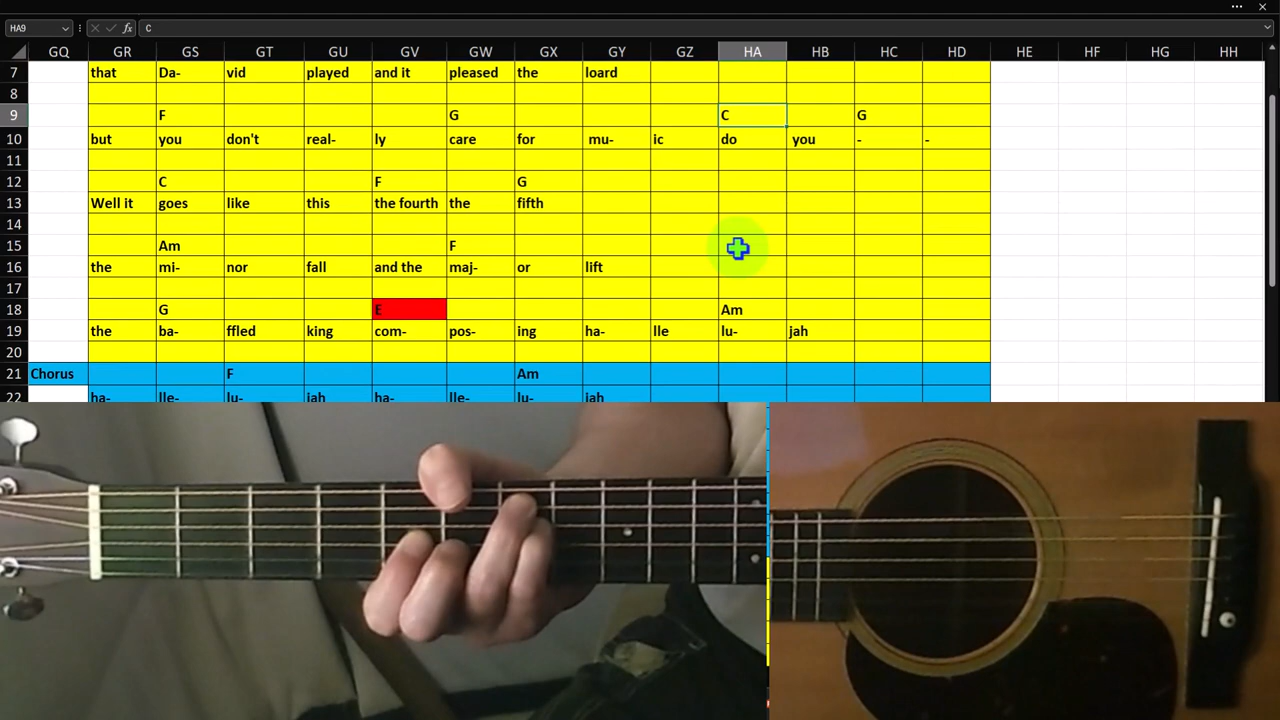 HA9 fx C
GQ GR GS GT GU GV GW GX GY GZ HA HB HC HD HE HF HG HH
7 that Da- vid played and it pleased the loard
8
9 F G C G
10 but you don't real- ly care for mu- ic do you - -
11
12 C F G
13 Well it goes like this the fourth the fifth
14
15 Am F
16 the mi- nor fall and the maj- or lift
17
18 G E Am
19 the ba- ffled king com- pos- ing ha- lle lu- jah
20
21 Chorus F Am
22 ha- lle- lu- jah ha- lle- lu- jah